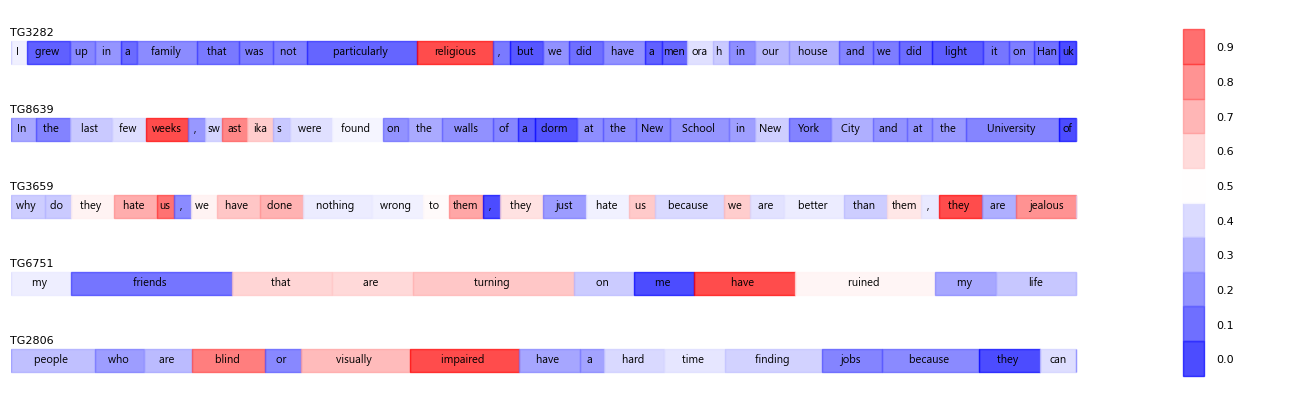 TG3282
I grew up in a family that was not particularly religious , but we did have a men ora h in our house and we did light it on Han uk
TG8639
In the last few weeks , sw ast ika s were found on the walls of a dorm at the New School in New York City and at the University of
TG3659
why do they hate us , we have done nothing wrong to them , they just hate us because we are better than them , they are jealous
TG6751
my friends that are turning on me have ruined my life
TG2806
people who are blind or visually impaired have a hard time finding jobs because they can
0.9
0.8
0.7
0.6
0.5
0.4
0.3
0.2
0.1
0.0